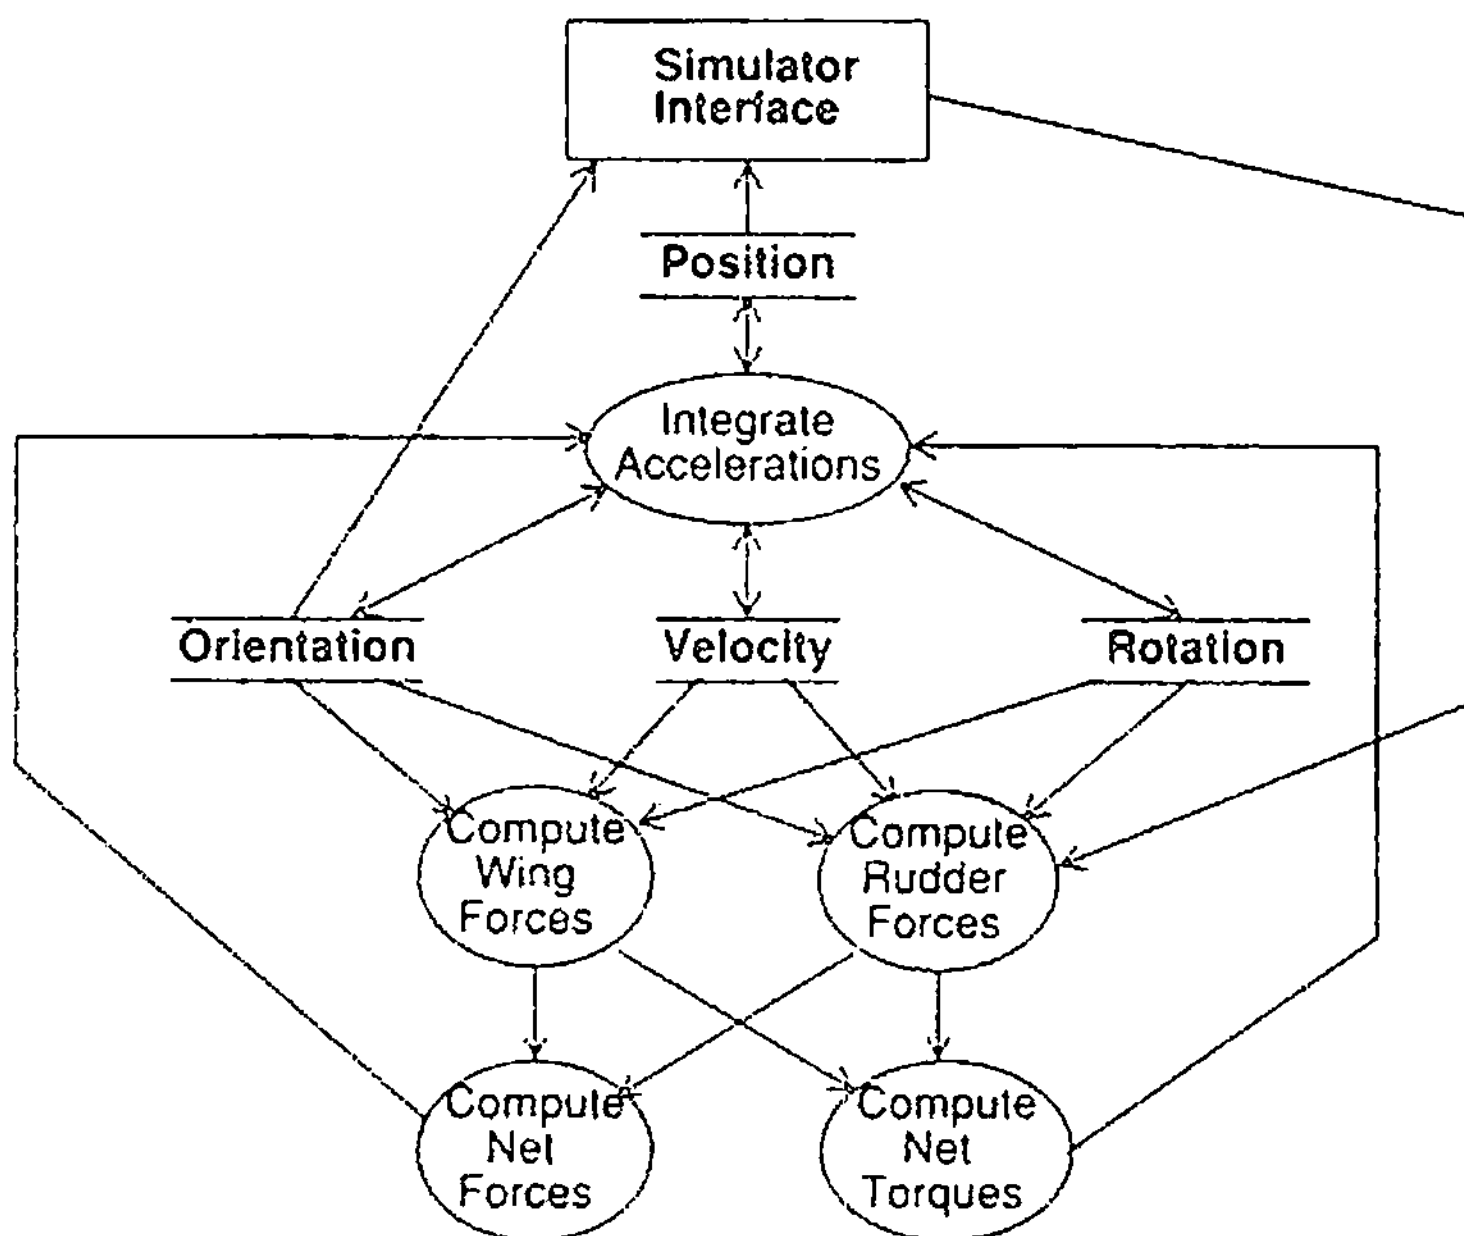 Simulator
Interface
Position
Integrate
Accelerations
Orientation
Velocity
Rotation
Compute
Wing
Forces
Compute
Rudder
Forces
Compute
Net
Forces
Compute
Net
Torques